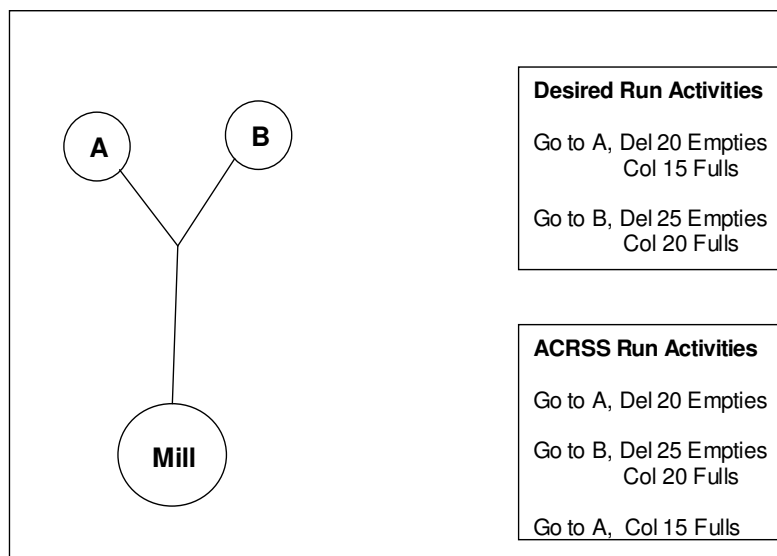 A
B
Mill
Desired Run Activities
Go to A, Del 20 Empties
Col 15 Fulls
Go to B, Del 25 Empties
Col 20 Fulls
ACRSS Run Activities
Go to A, Del 20 Empties
Go to B, Del 25 Empties
Col 20 Fulls
Go to A, Col 15 Fulls